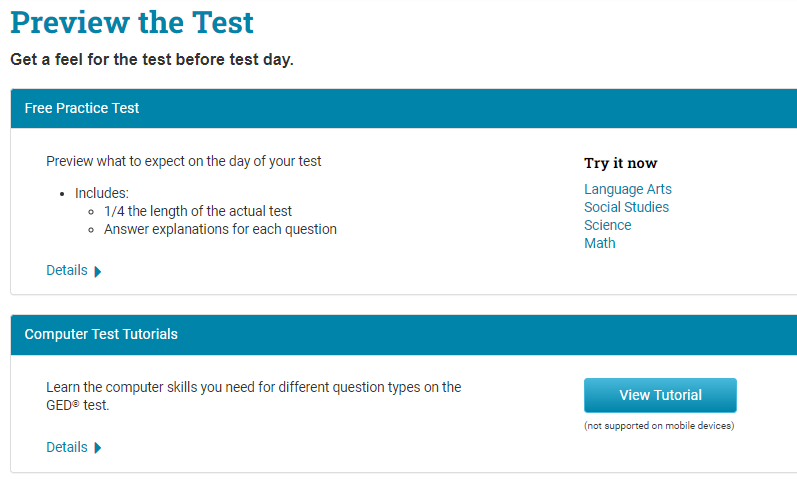 Preview the Test
Get a feel for the test before test day.
Free Practice Test
Preview what to expect on the day of your test
Includes:
1/4 the length of the actual test
Answer explanations for each question
Details
Try it now
Language Arts
Social Studies
Science
Math
Computer Test Tutorials
Learn the computer skills you need for different question types on the
GED® test.
Details
View Tutorial
(not supported on mobile devices)